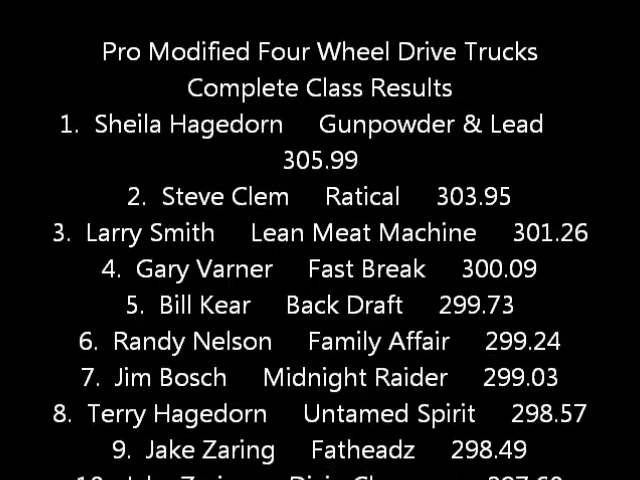 Pro Modified Four Wheel Drive Trucks
Complete Class Results
1. Sheila Hagedorn Gunpowder & Lead
305.99
2. Steve Clem Ratical 303.95
3. Larry Smith Lean Meat Machine 301.26
4. Gary Varner Fast Break 300.09
5. Bill Kear Back Draft 299.73
6. Randy Nelson Family Affair 299.24
7. Jim Bosch Midnight Raider 299.03
8. Terry Hagedorn Untamed Spirit 298.57
9. Jake Zaring Fatheadz 298.49